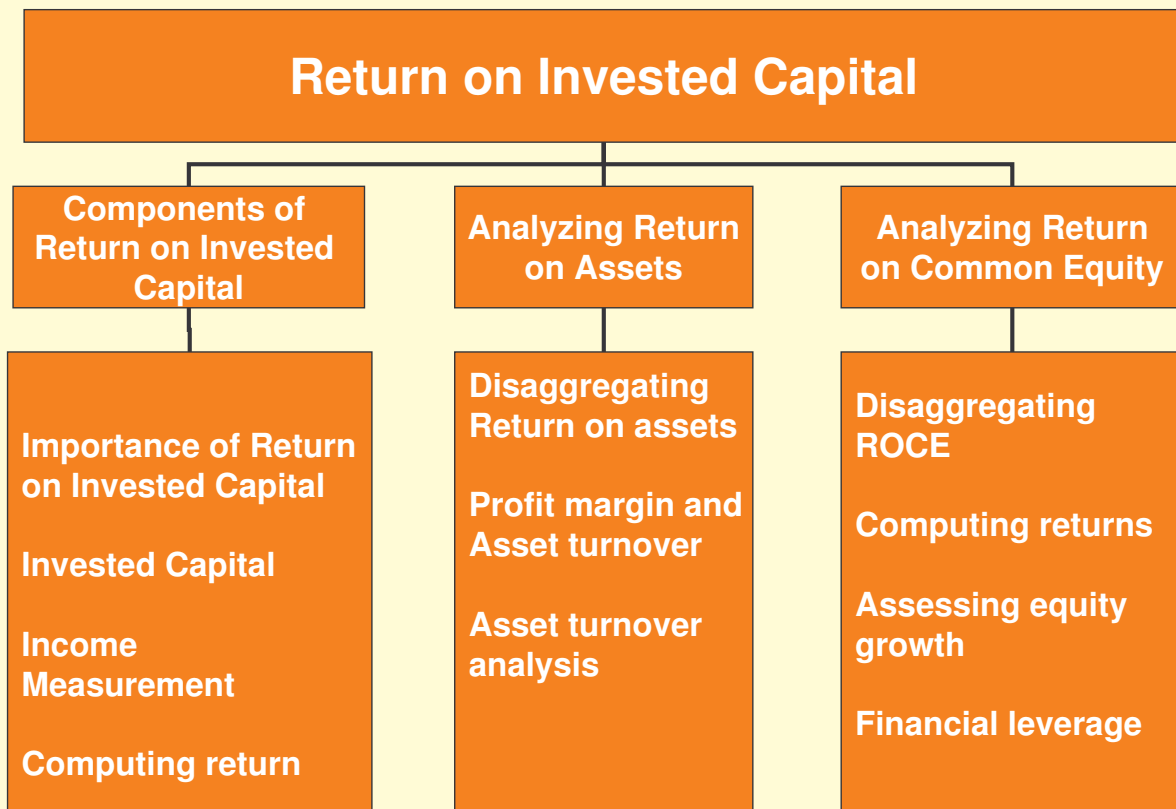 Return on Invested Capital
Components of
Return on Invested
Capital
Analyzing Return
on Assets
Analyzing Return
on Common Equity
Importance of Return
on Invested Capital
Invested Capital
Income
Measurement
Computing return
Disaggregating
Return on assets
Profit margin and
Asset turnover
Asset turnover
analysis
Disaggregating
ROCE
Computing returns
Assessing equity
growth
Financial leverage